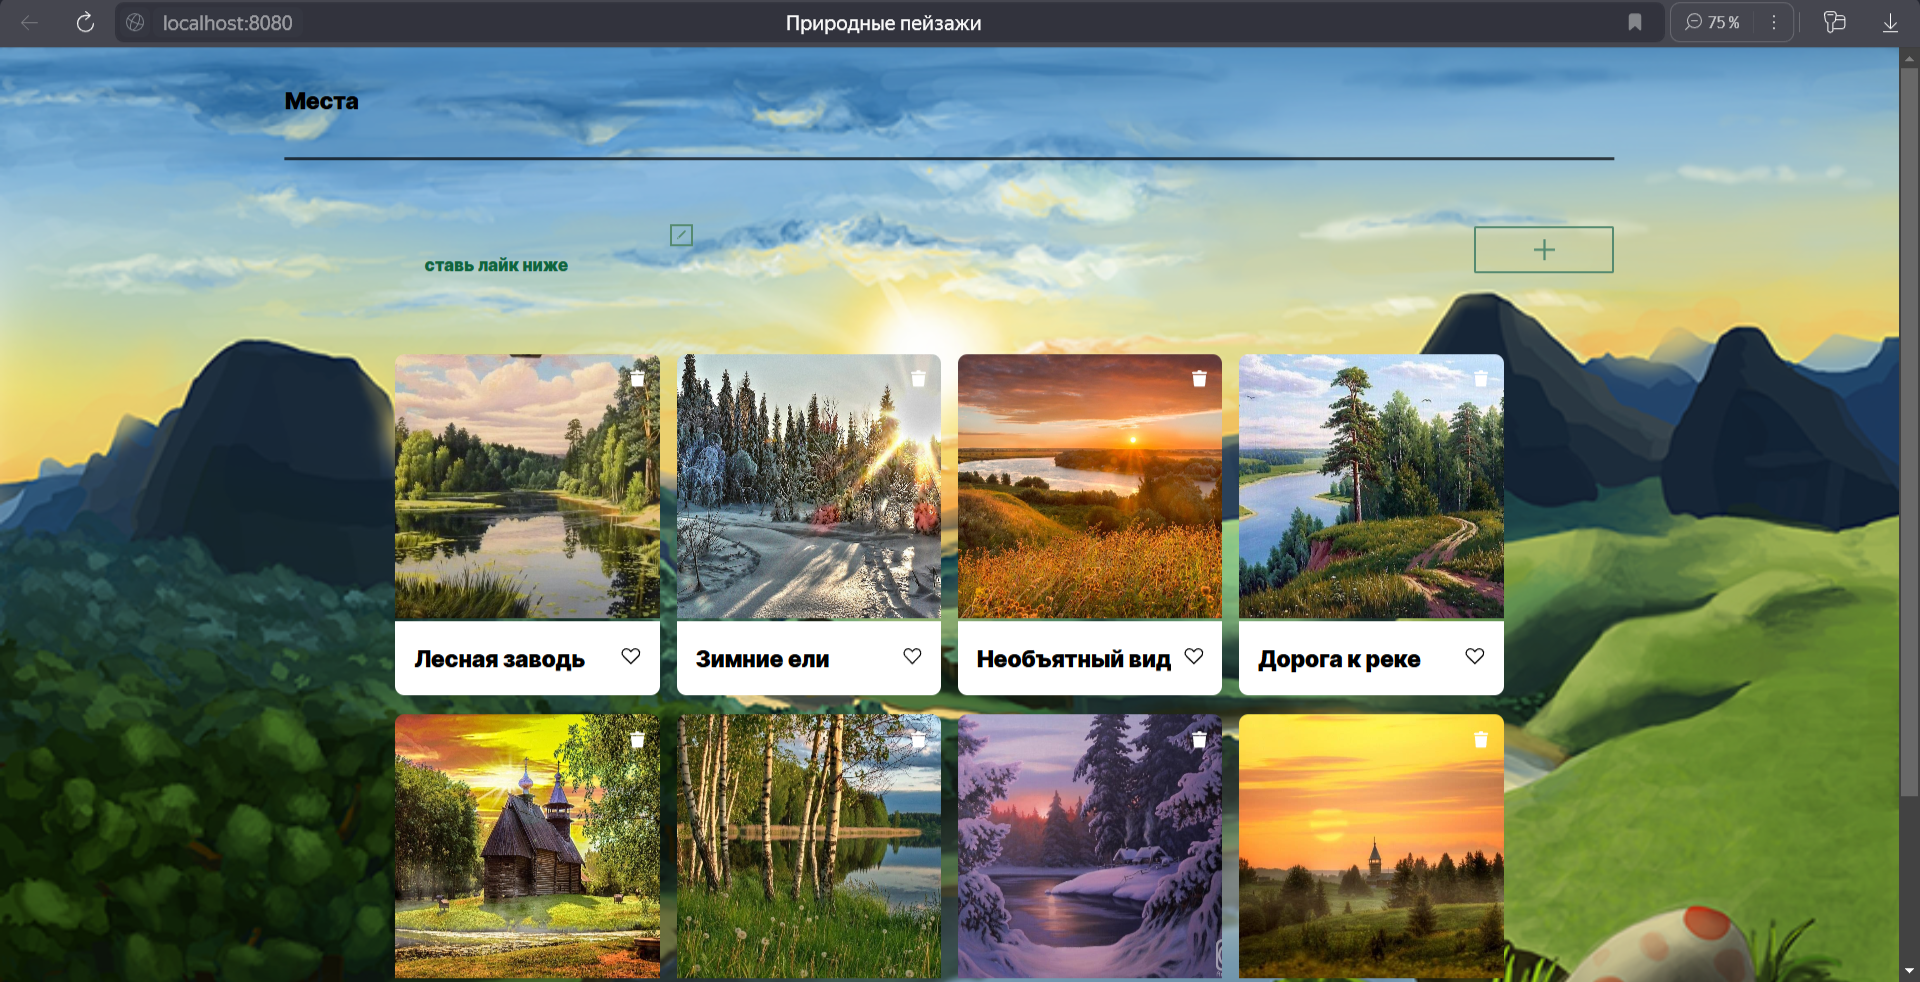 localhost:8080
Природные пейзажи
75 %
Места
ставь лайк ниже
Лесная заводь
Зимние ели
Необъятный вид
Дорога к реке